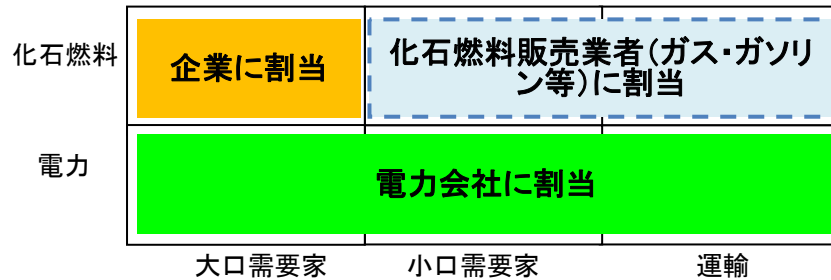 化石燃料
企業に割当
化石燃料販売業者(ガス・ガソリ
ン等)に割当
電力
電力会社に割当
大口需要家
小口需要家
運輸